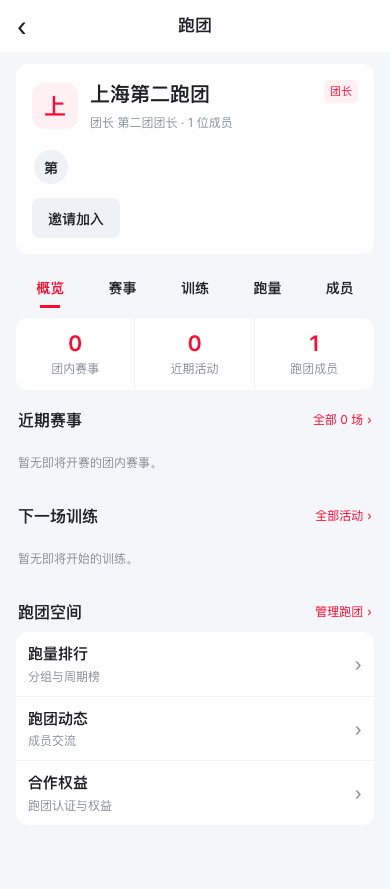 ‹ 跑团
上 上海第二跑团 团长
团长 第二团团长 · 1 位成员
第
邀请加入
概览 赛事 训练 跑量 成员
0 0 1
团内赛事 近期活动 跑团成员
近期赛事 全部 0 场 ›
暂无即将开赛的团内赛事。
下一场训练 全部活动 ›
暂无即将开始的训练。
跑团空间 管理跑团 ›
跑量排行 ›
分组与周期榜
跑团动态 ›
成员交流
合作权益 ›
跑团认证与权益